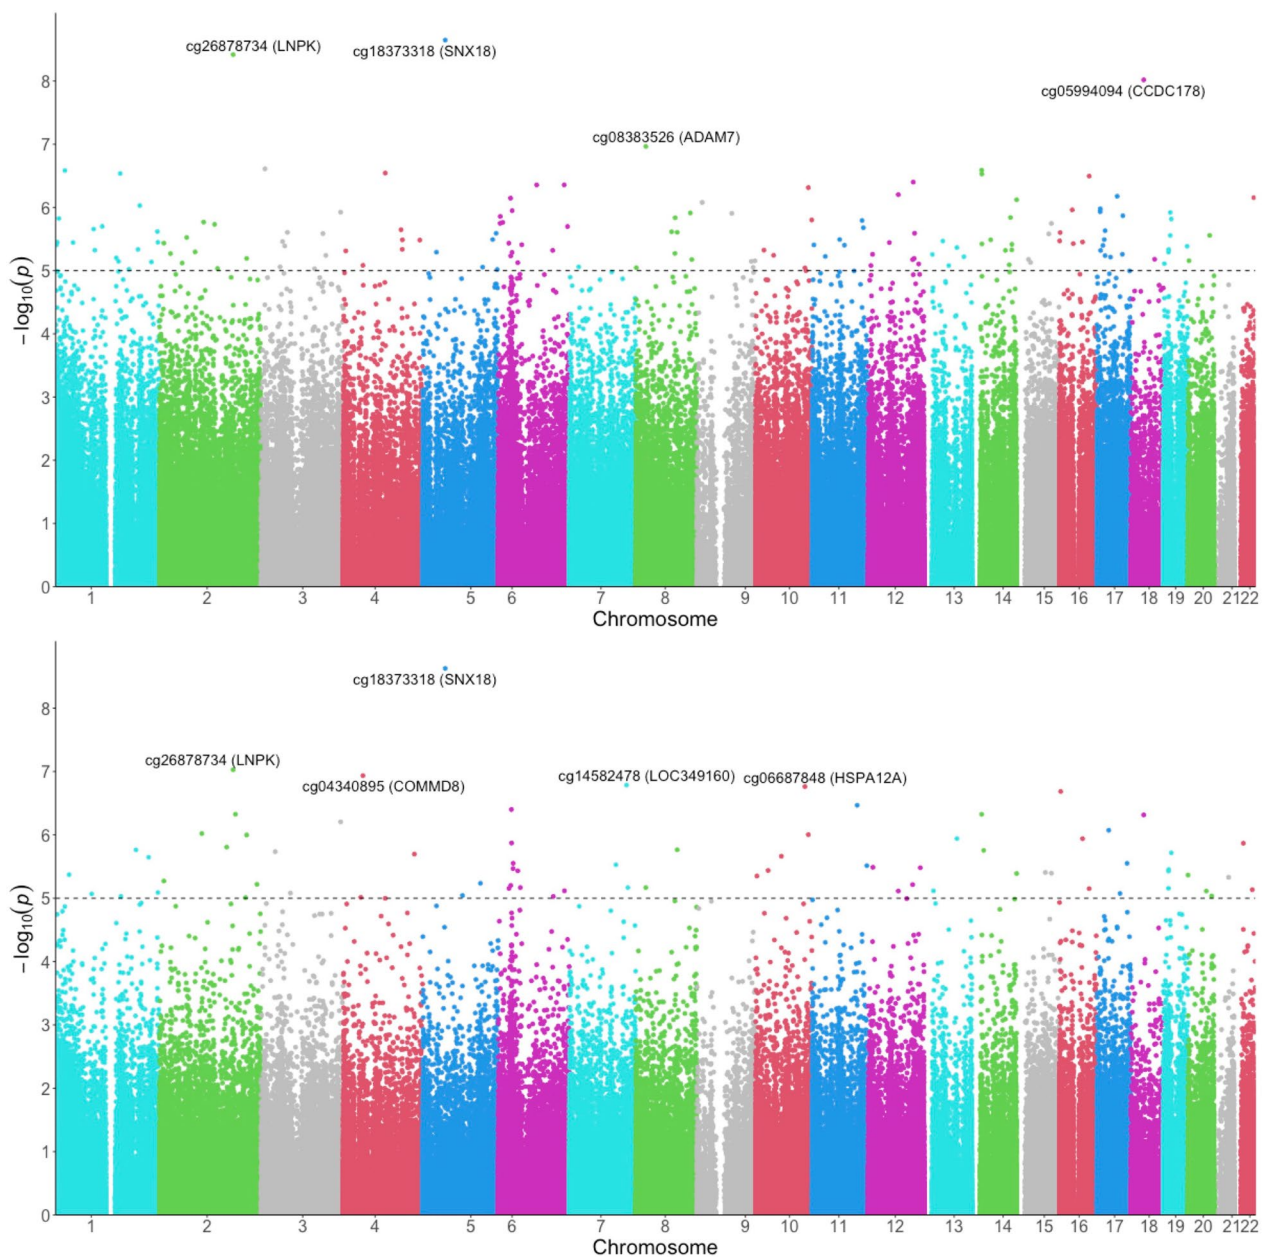 cg26878734 (LNPK)
cg18373318 (SNX18)
cg05994094 (CCDC178)
cg08383526 (ADAM7)
8
7
6
5
4
3
2
1
0
−log10(p)
1 2 3 4 5 6 7 8 9 10 11 12 13 14 15 16 17 18 19 20 21 22
Chromosome
cg18373318 (SNX18)
cg26878734 (LNPK)
cg04340895 (COMMD8)
cg14582478 (LOC349160)
cg06687848 (HSPA12A)
8
7
6
5
4
3
2
1
0
−log10(p)
1 2 3 4 5 6 7 8 9 10 11 12 13 14 15 16 17 18 19 20 21 22
Chromosome